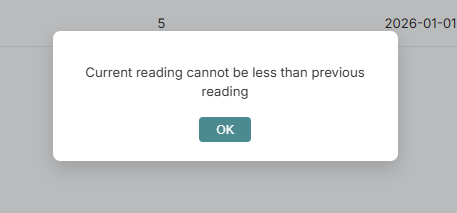 5 2026-01-01
Current reading cannot be less than previous
reading
OK